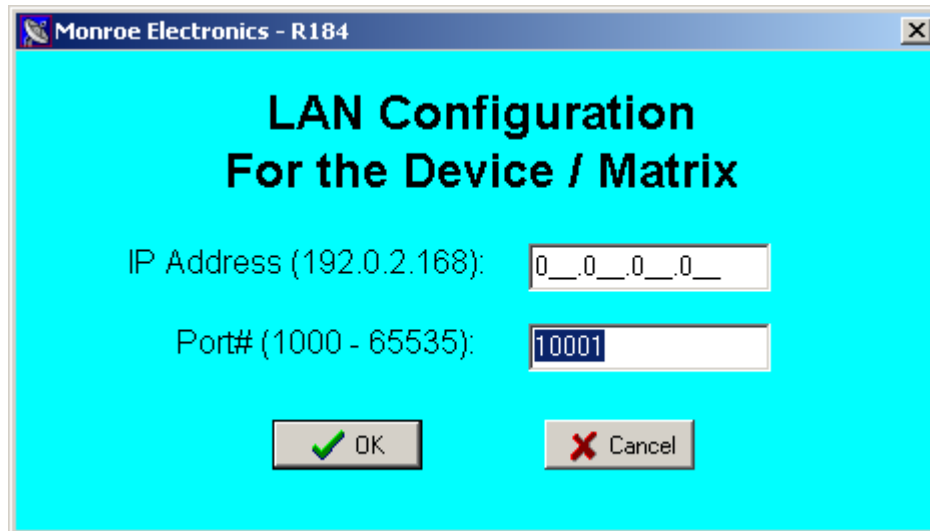 Monroe Electronics - R184
LAN Configuration
For the Device / Matrix
IP Address (192.0.2.168):
0__.0__.0__.0__
Port# (1000 - 65535):
10001
OK
Cancel